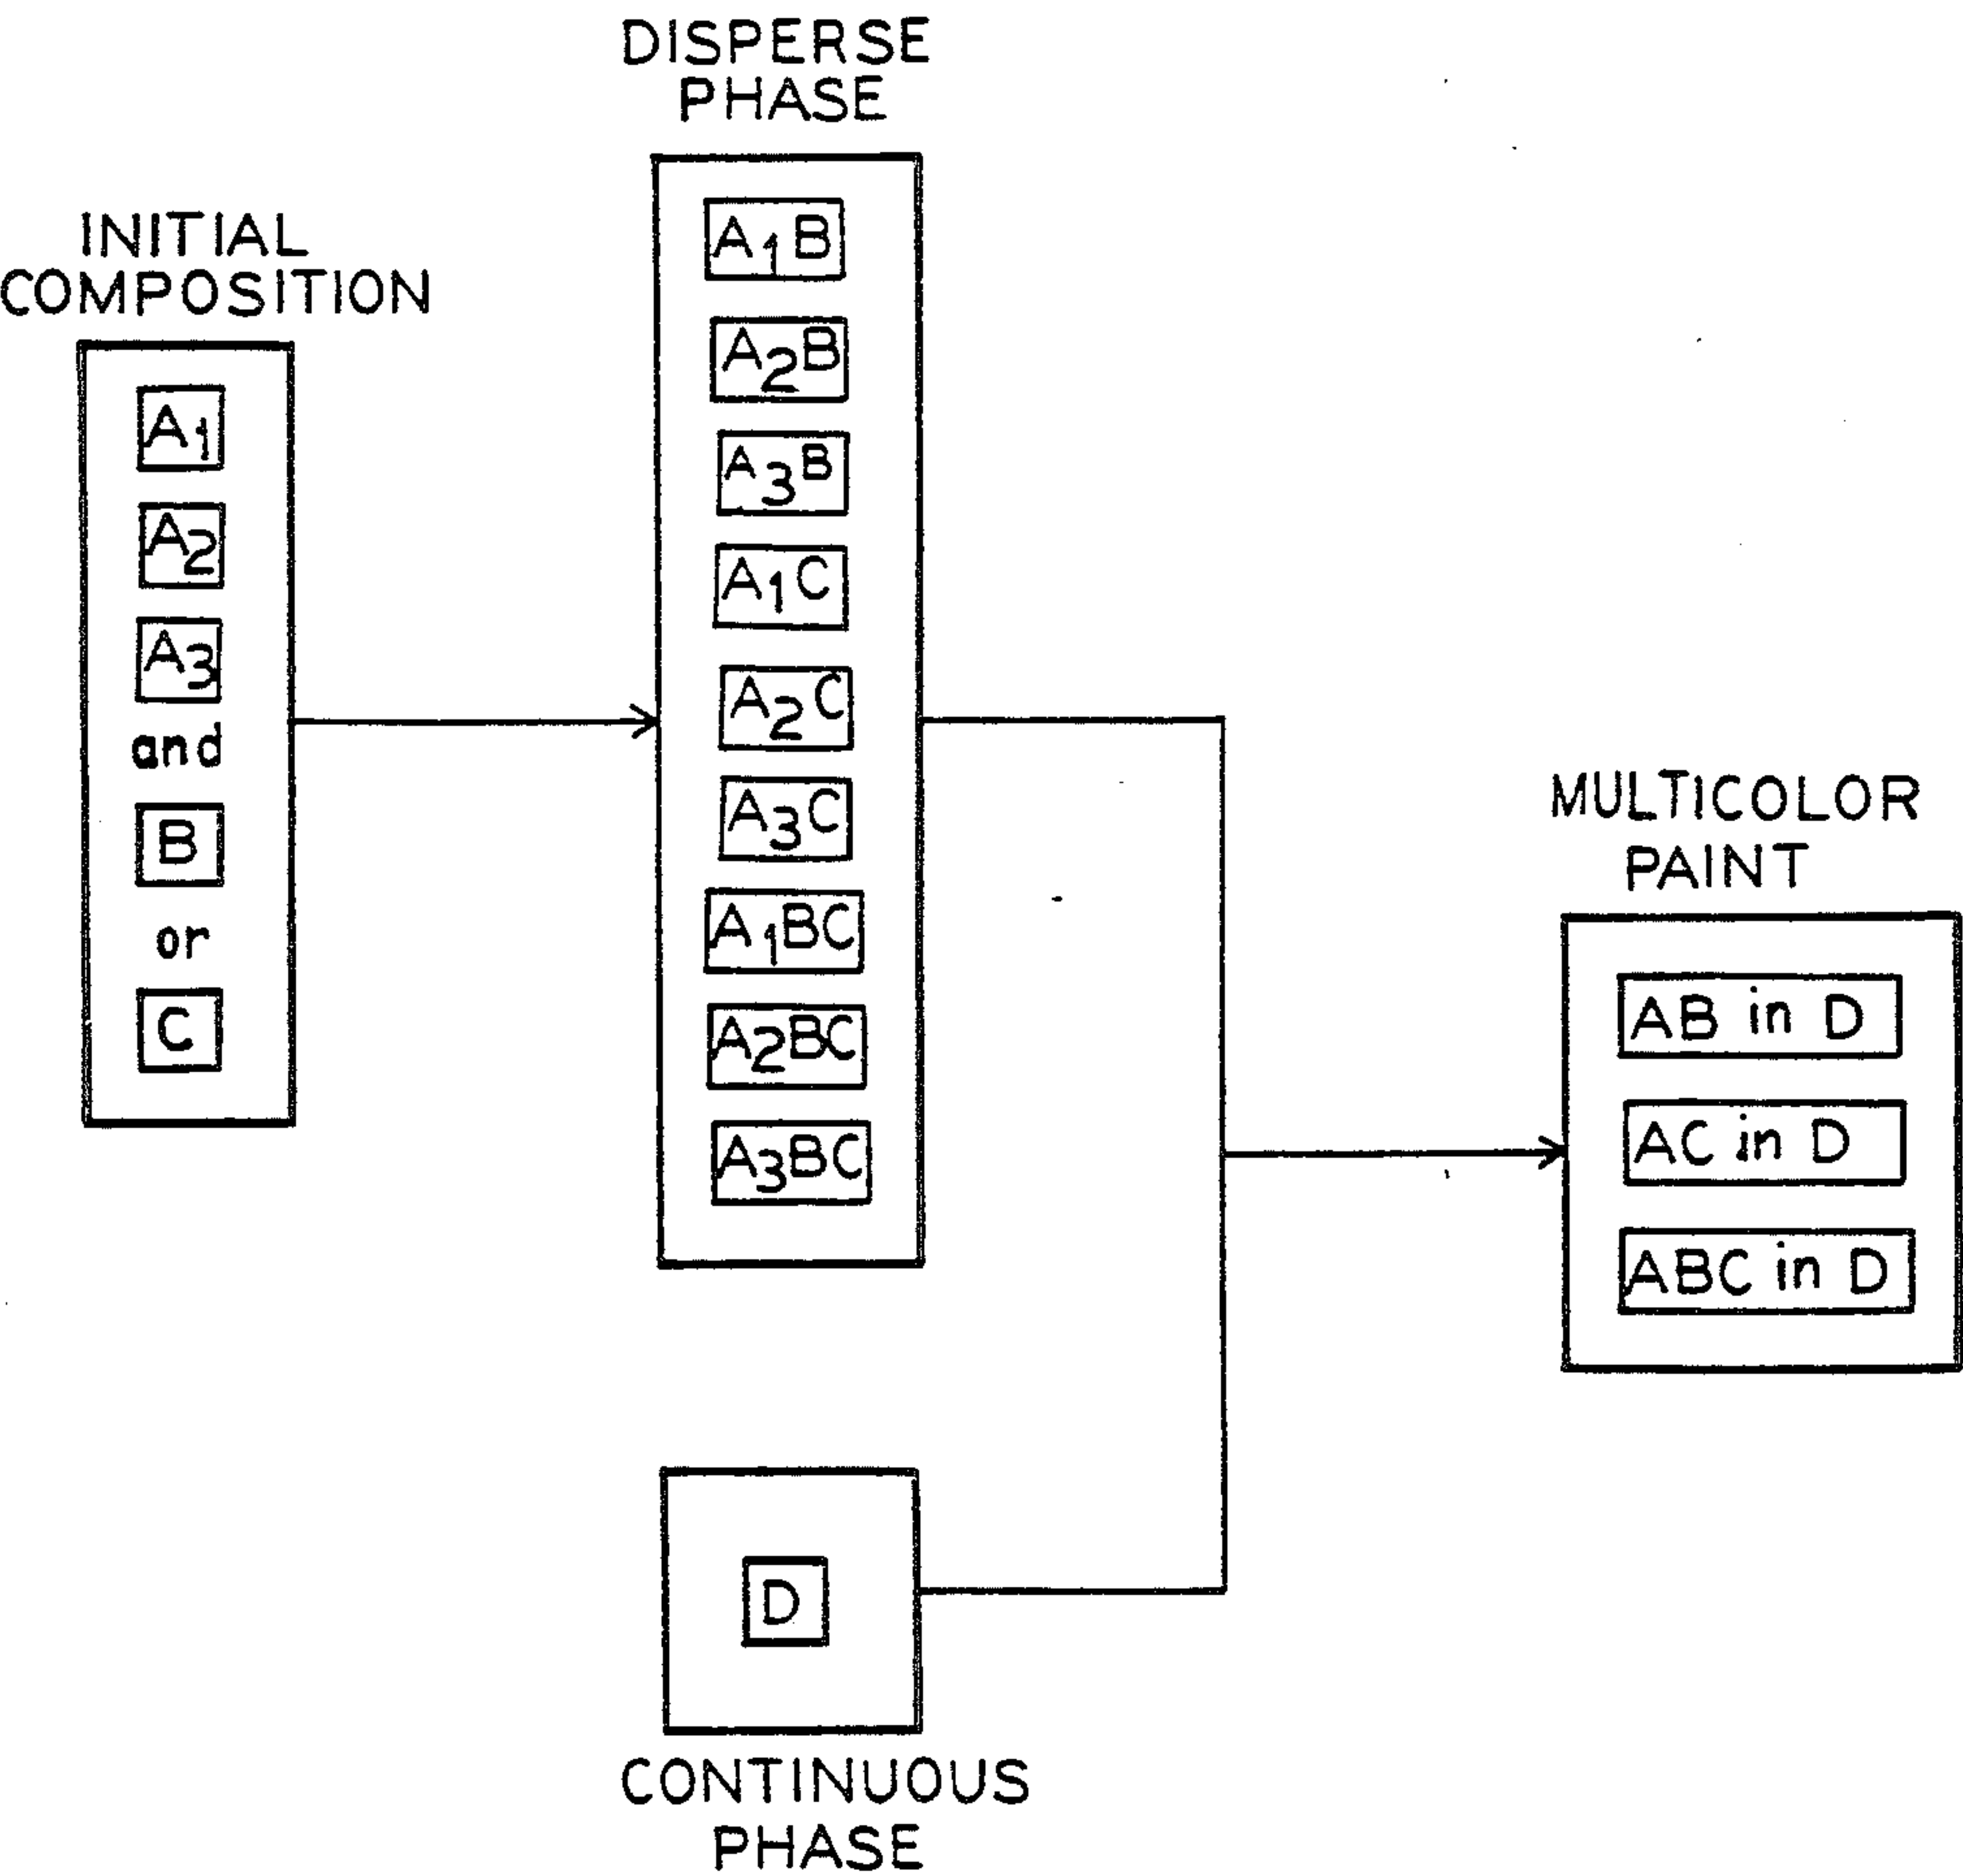 INITIAL
COMPOSITION
A1
A2
A3
and
B
or
C
DISPERSE
PHASE
A1B
A2B
A3B
A1C
A2C
A3C
A1BC
A2BC
A3BC
D
CONTINUOUS
PHASE
MULTICOLOR
PAINT
AB in D
AC in D
ABC in D